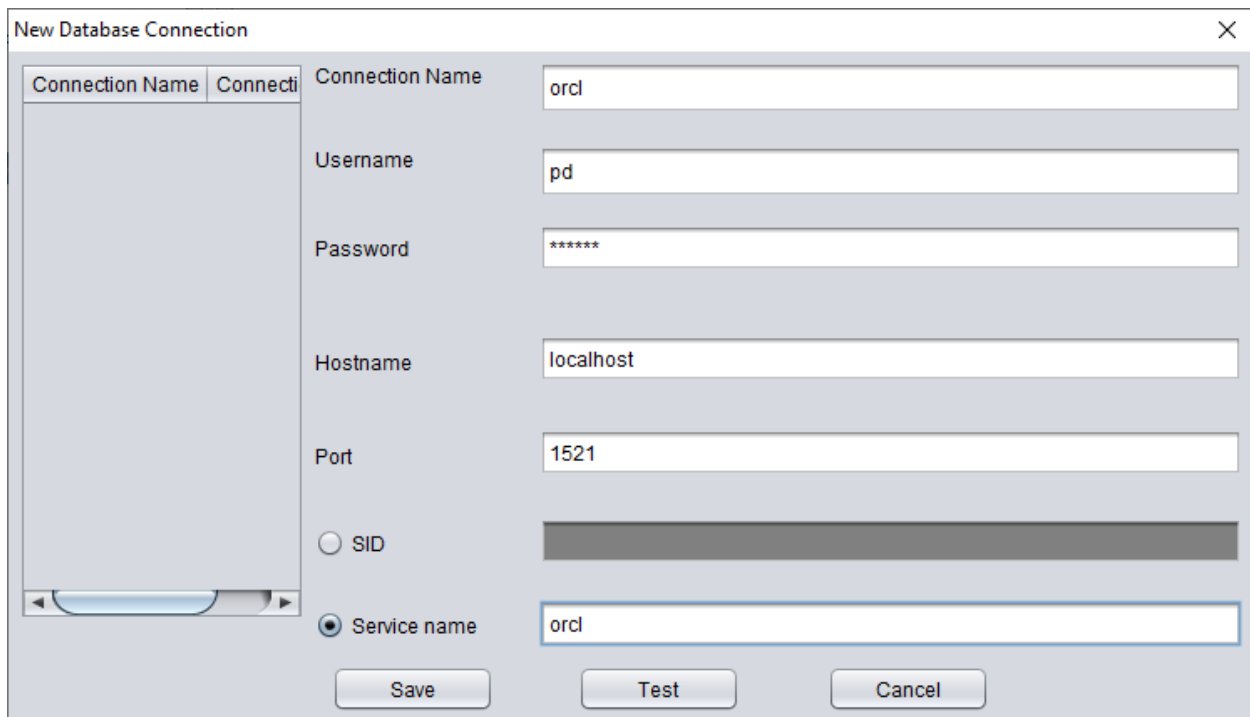 New Database Connection
Connection Name Connecti
Connection Name orcl
Username pd
Password ******
Hostname localhost
Port 1521
SID
Service name orcl
Save Test Cancel